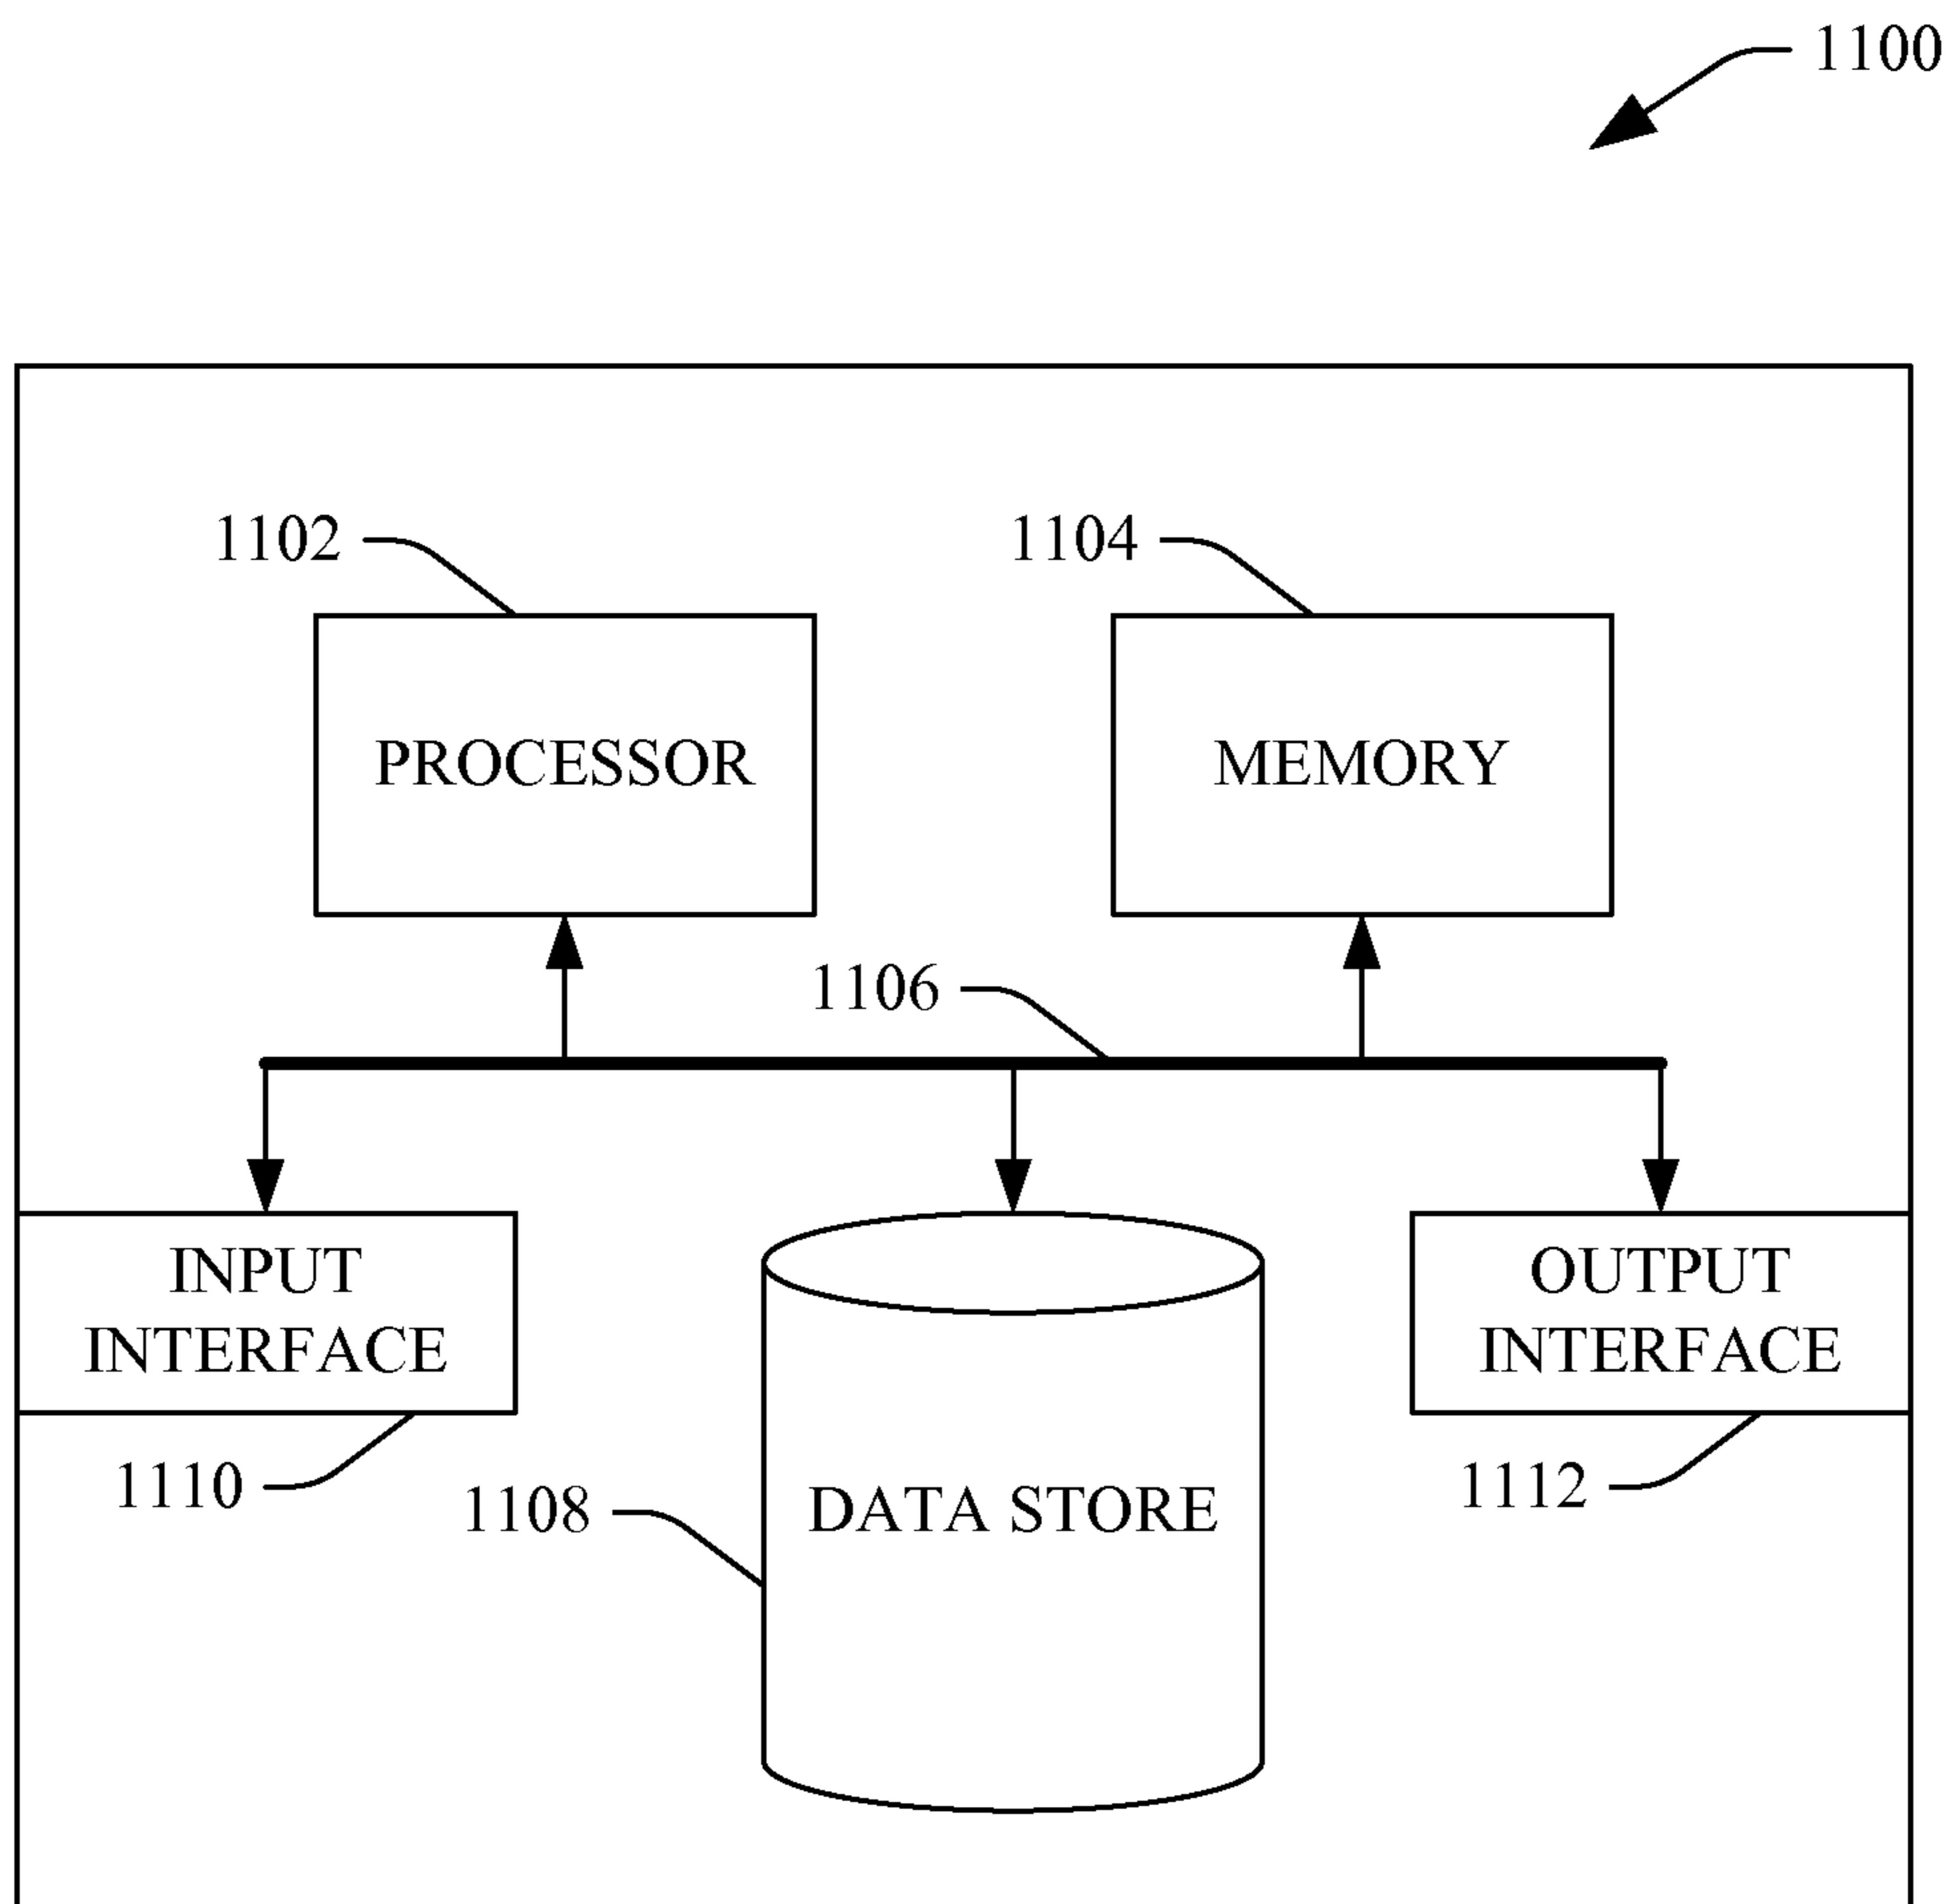 1100
1102
1104
PROCESSOR
MEMORY
1106
INPUT
INTERFACE
OUTPUT
INTERFACE
1110
1108
DATA STORE
1112